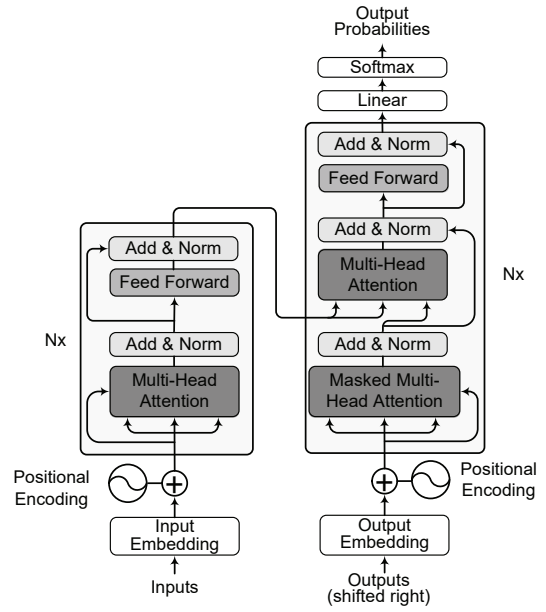 Output
Probabilities
Softmax
Linear
Add & Norm
Feed Forward
Add & Norm
Multi-Head
Attention
Nx
Add & Norm
Masked Multi-
Head Attention
Add & Norm
Feed Forward
Nx
Add & Norm
Multi-Head
Attention
Positional
Encoding
Positional
Encoding
Input
Embedding
Output
Embedding
Inputs
Outputs
(shifted right)